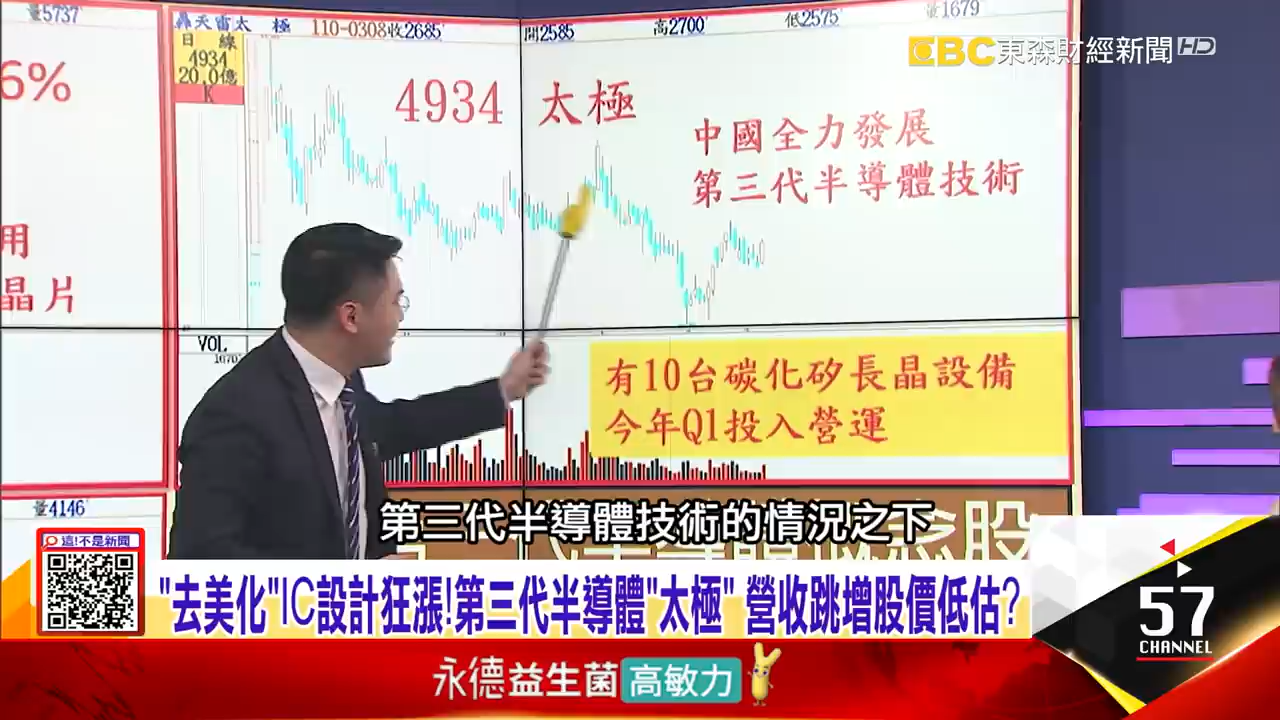 量5737
轟天雷太 極 110-0308收2685 開2585 高2700 低2575 量1679
EBC 東森財經新聞 HD
日 線
4934
20.0億
K
6%
4934 太極
中國全力發展
第三代半導體技術
用
晶片
VOL
有10台碳化矽長晶設備
今年Q1投入營運
量4146
第三代半導體技術的情況之下
這!不是新聞
"去美化"IC設計狂漲!第三代半導體"太極" 營收跳增股價低估?
57
CHANNEL
永德益生菌 高敏力